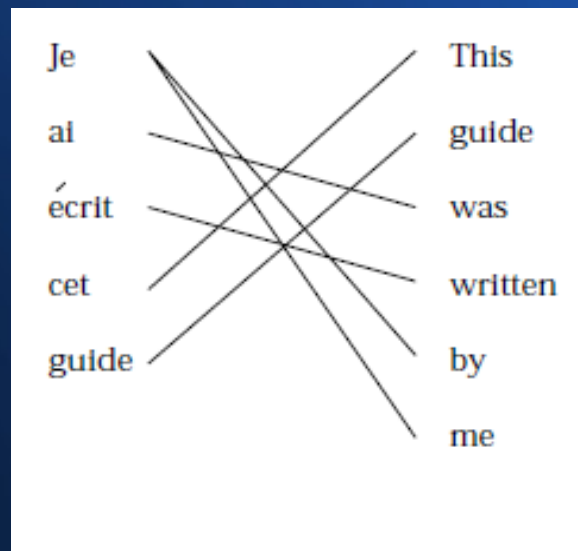 Je This
ai guide
écrit was
cet written
guide by
me